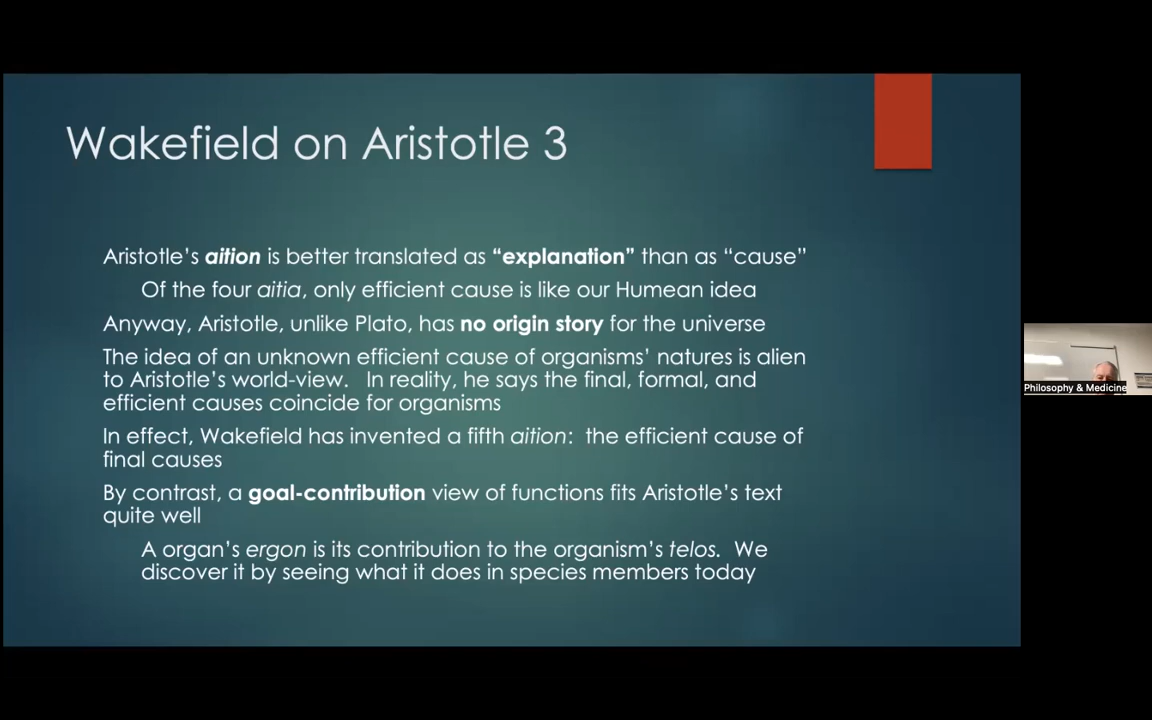 Wakefield on Aristotle 3
Aristotle’s aition is better translated as “explanation” than as “cause”
Of the four aitia, only efficient cause is like our Humean idea
Anyway, Aristotle, unlike Plato, has no origin story for the universe
The idea of an unknown efficient cause of organisms’ natures is alien
to Aristotle’s world-view. In reality, he says the final, formal, and
efficient causes coincide for organisms
In effect, Wakefield has invented a fifth aition: the efficient cause of
final causes
By contrast, a goal-contribution view of functions fits Aristotle’s text
quite well
A organ’s ergon is its contribution to the organism’s telos. We
discover it by seeing what it does in species members today
Philosophy & Medicine